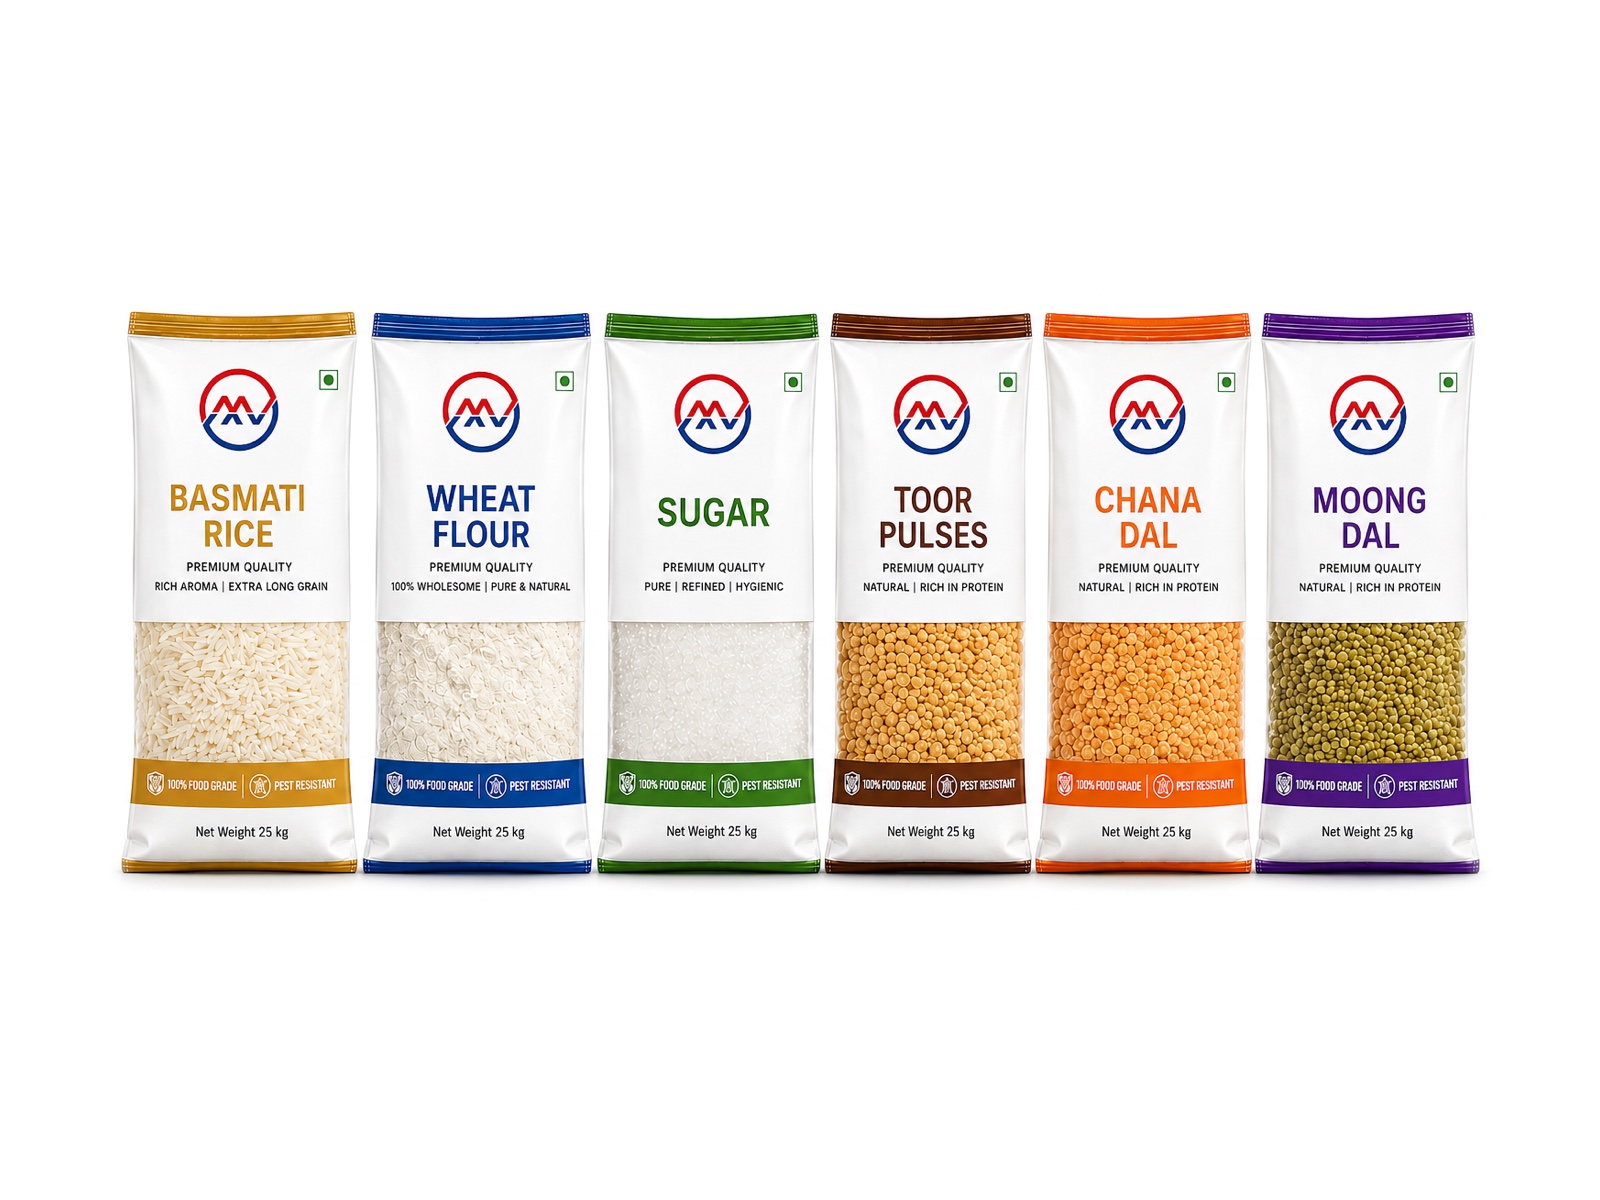 BASMATI
RICE
PREMIUM QUALITY
RICH AROMA | EXTRA LONG GRAIN
100% FOOD GRADE | PEST RESISTANT
Net Weight 25 kg
WHEAT
FLOUR
PREMIUM QUALITY
100% WHOLESOME | PURE & NATURAL
100% FOOD GRADE | PEST RESISTANT
Net Weight 25 kg
SUGAR
PREMIUM QUALITY
PURE | REFINED | HYGIENIC
100% FOOD GRADE | PEST RESISTANT
Net Weight 25 kg
TOOR
PULSES
PREMIUM QUALITY
NATURAL | RICH IN PROTEIN
100% FOOD GRADE | PEST RESISTANT
Net Weight 25 kg
CHANA
DAL
PREMIUM QUALITY
NATURAL | RICH IN PROTEIN
100% FOOD GRADE | PEST RESISTANT
Net Weight 25 kg
MOONG
DAL
PREMIUM QUALITY
NATURAL | RICH IN PROTEIN
100% FOOD GRADE | PEST RESISTANT
Net Weight 25 kg